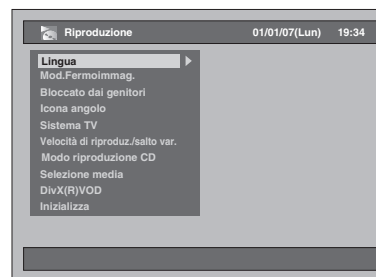 Riproduzione 01/01/07(Lun) 19:34
Lingua
Mod.Fermoimmag.
Bloccato dai genitori
Icona angolo
Sistema TV
Velocità di riproduz./salto var.
Modo riproduzione CD
Selezione media
DivX(R)VOD
Inizializza